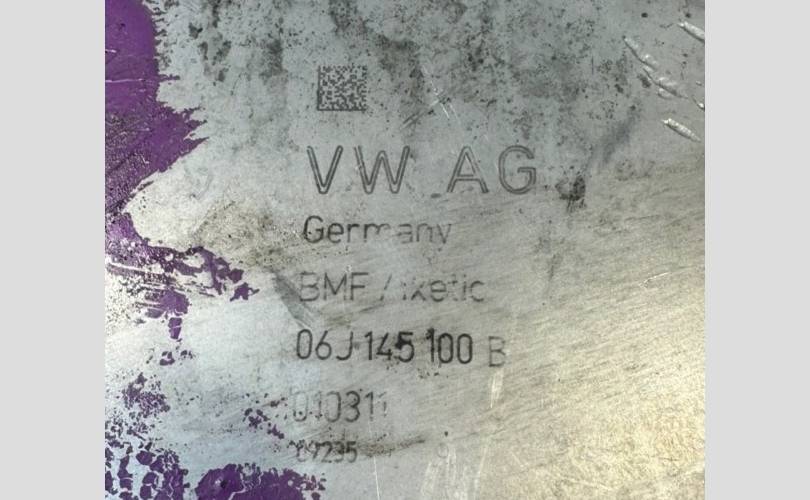 VW AG
Germany
BMF / ixetic
06J 145 100 B
010311
09235